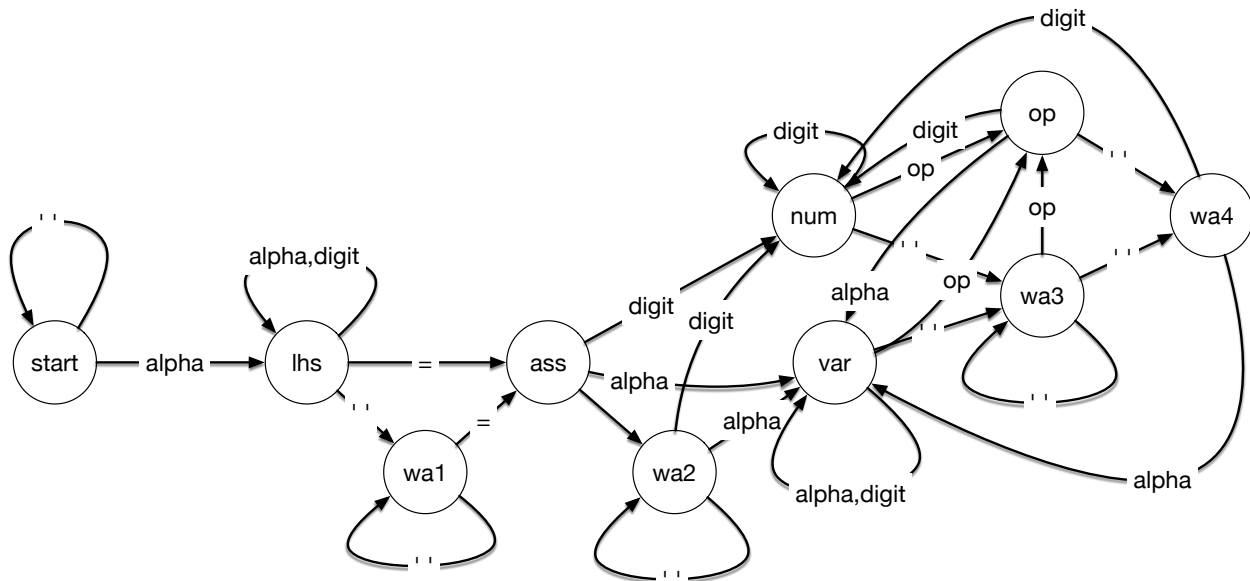 digit
op
digit
digit
' '
op
num
wa4
op
' '
' '
alpha,digit
' '
op
wa3
digit
alpha
digit
' '
start
alpha
lhs
=
ass
alpha
var
' '
' '
=
alpha
wa1
wa2
alpha,digit
alpha
' '
' '